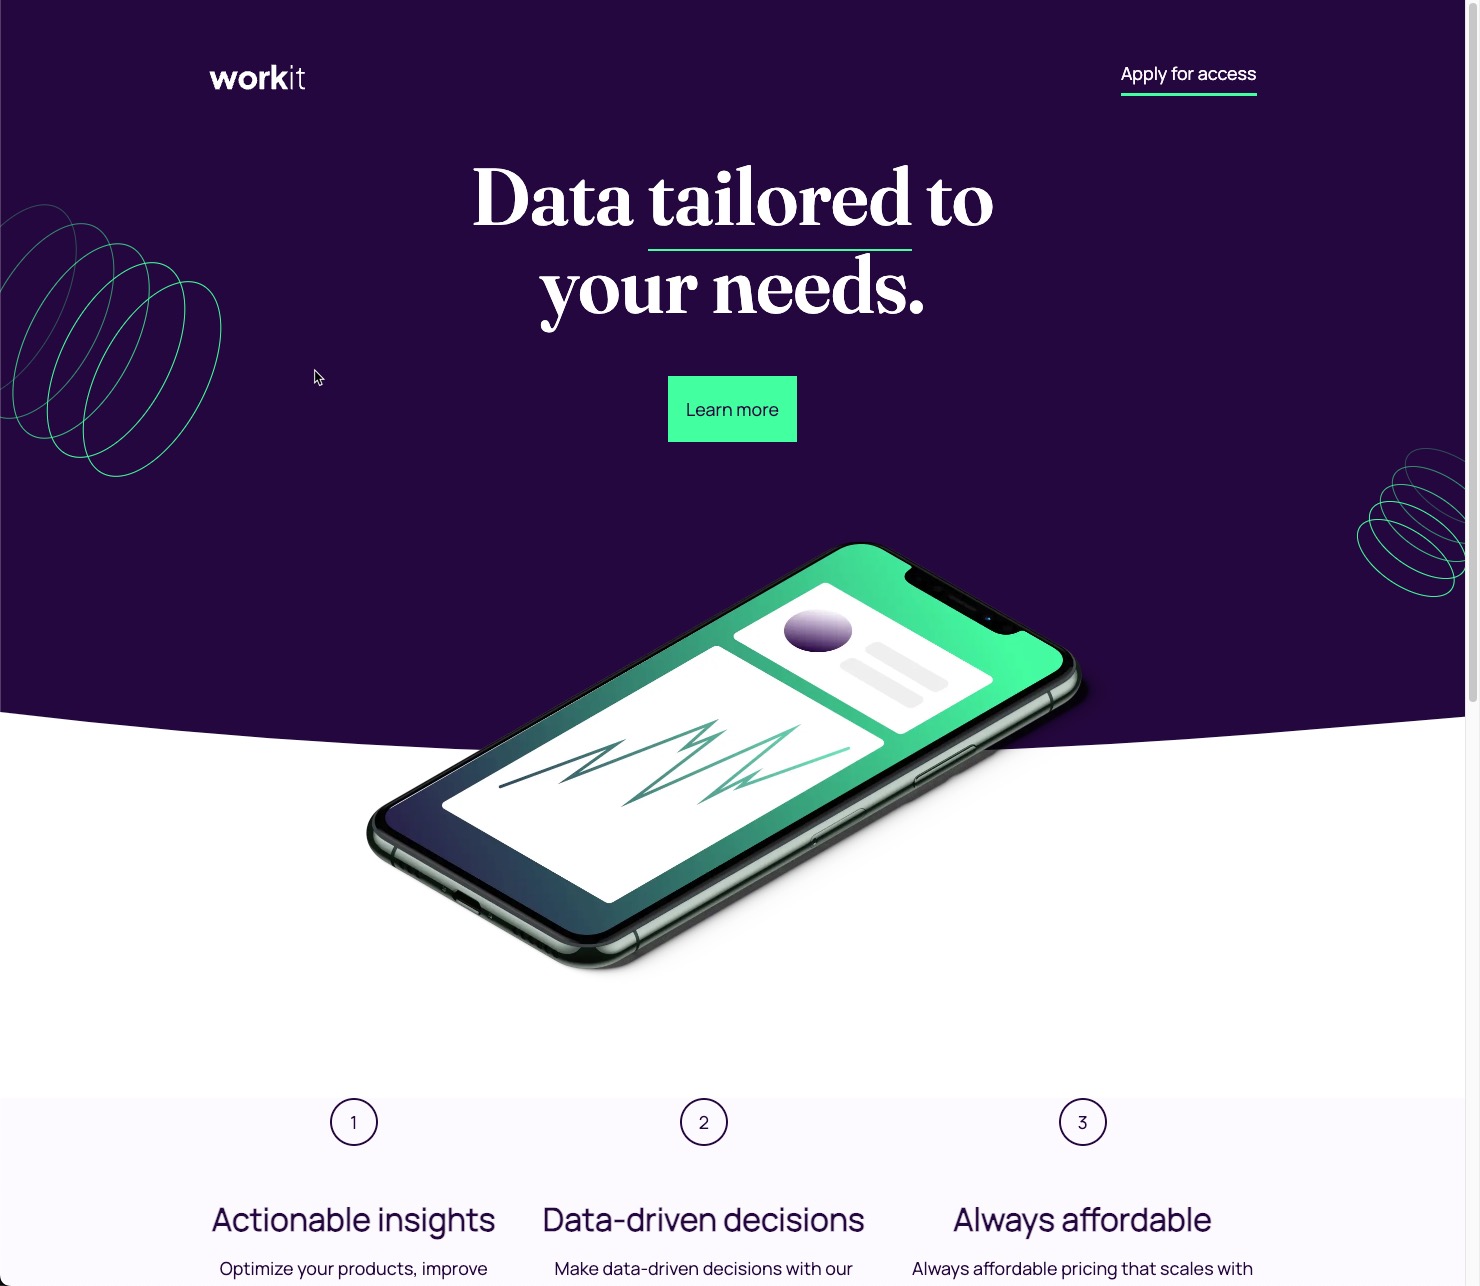 workit
Apply for access
Data tailored to
your needs.
Learn more
1
2
3
Actionable insights
Data-driven decisions
Always affordable
Optimize your products, improve
Make data-driven decisions with our
Always affordable pricing that scales with